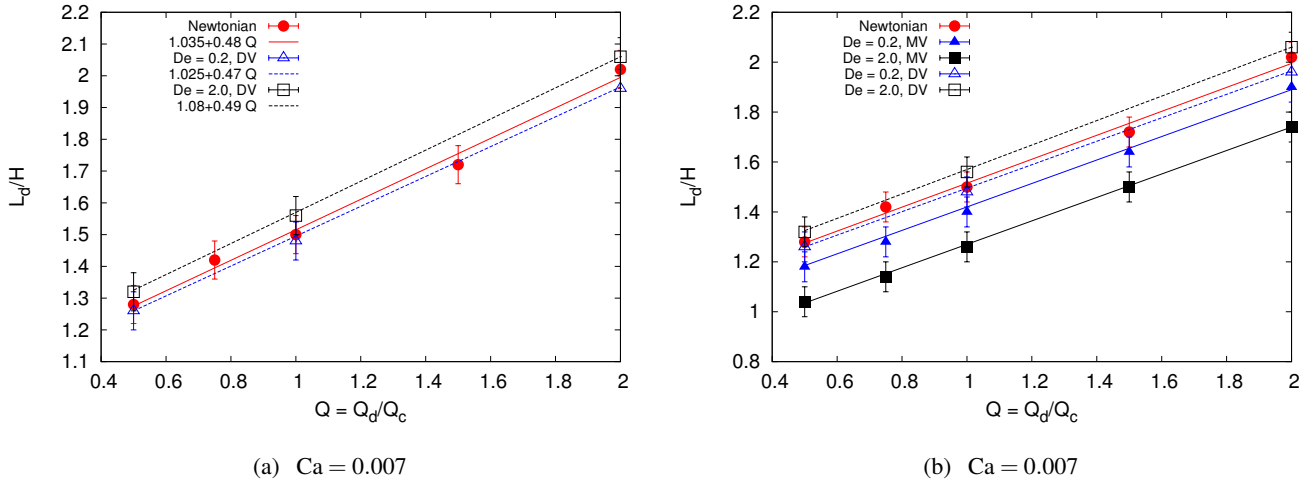 2.2
2.1
2
1.9
1.8
1.7
1.6
1.5
1.4
1.3
1.2
1.1
L_d/H
Newtonian
1.035+0.48 Q
De = 0.2, DV
1.025+0.47 Q
De = 2.0, DV
1.08+0.49 Q
0.4 0.6 0.8 1 1.2 1.4 1.6 1.8 2
Q = Q_d/Q_c
(a) Ca = 0.007
2.2
2
1.8
1.6
1.4
1.2
1
0.8
L_d/H
Newtonian
De = 0.2, MV
De = 2.0, MV
De = 0.2, DV
De = 2.0, DV
0.4 0.6 0.8 1 1.2 1.4 1.6 1.8 2
Q = Q_d/Q_c
(b) Ca = 0.007